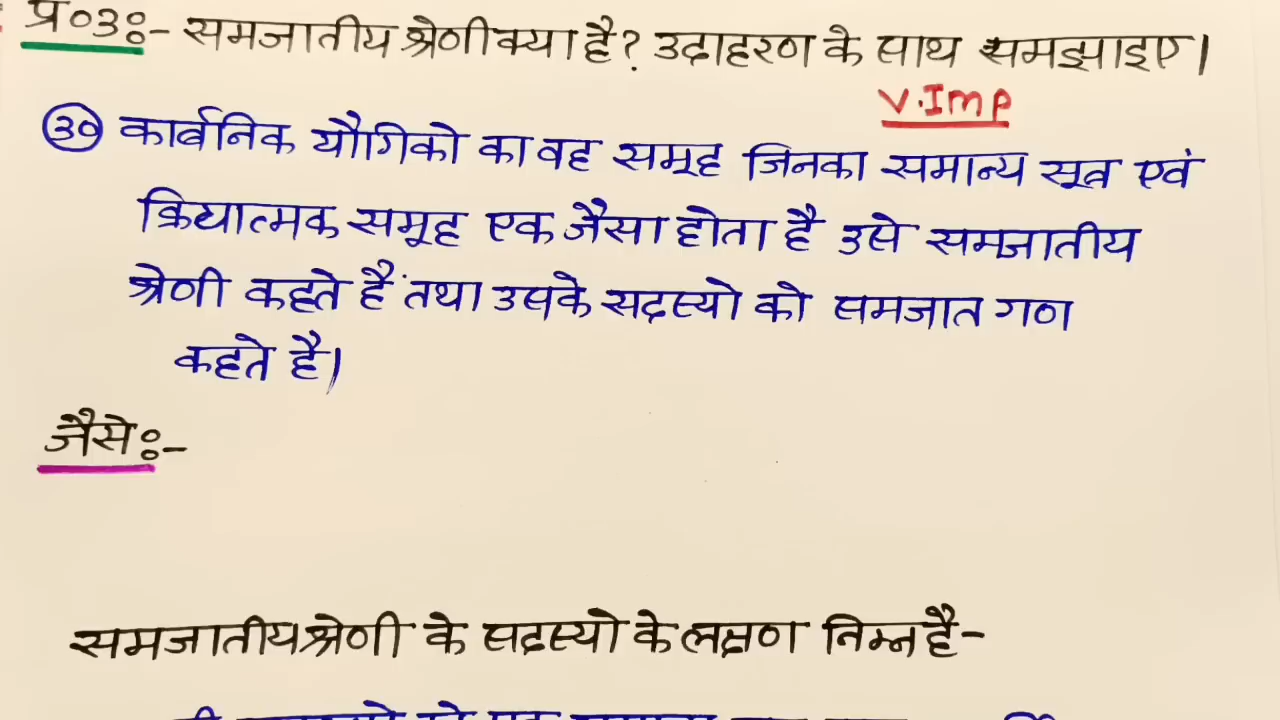 प्र०3ः- समजातीय श्रेणी क्या है? उदाहरण के साथ समझाइए।
V.Imp
उ० कार्बनिक यौगिको का वह समूह जिनका समान्य सूत्र एवं
क्रियात्मक समूह एक जैसा होता है उसे समजातीय
श्रेणी कहते हैं तथा उसके सदस्यो को समजात गण
कहते है।
जैसेः-
समजातीय श्रेणी के सदस्यो के लक्षण निम्न है-